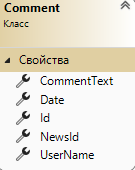 Comment
Класс
Свойства
CommentText
Date
Id
NewsId
UserName